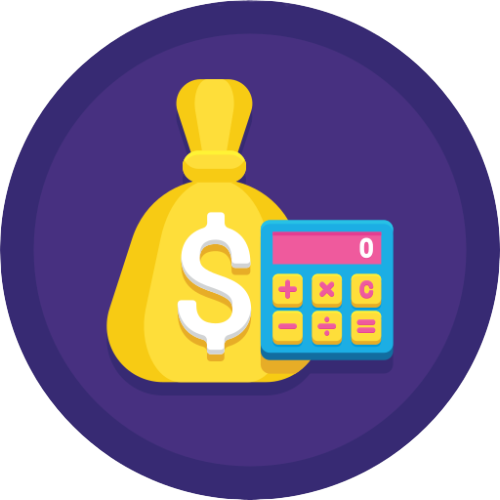 $
0
+ × C
− ÷ =